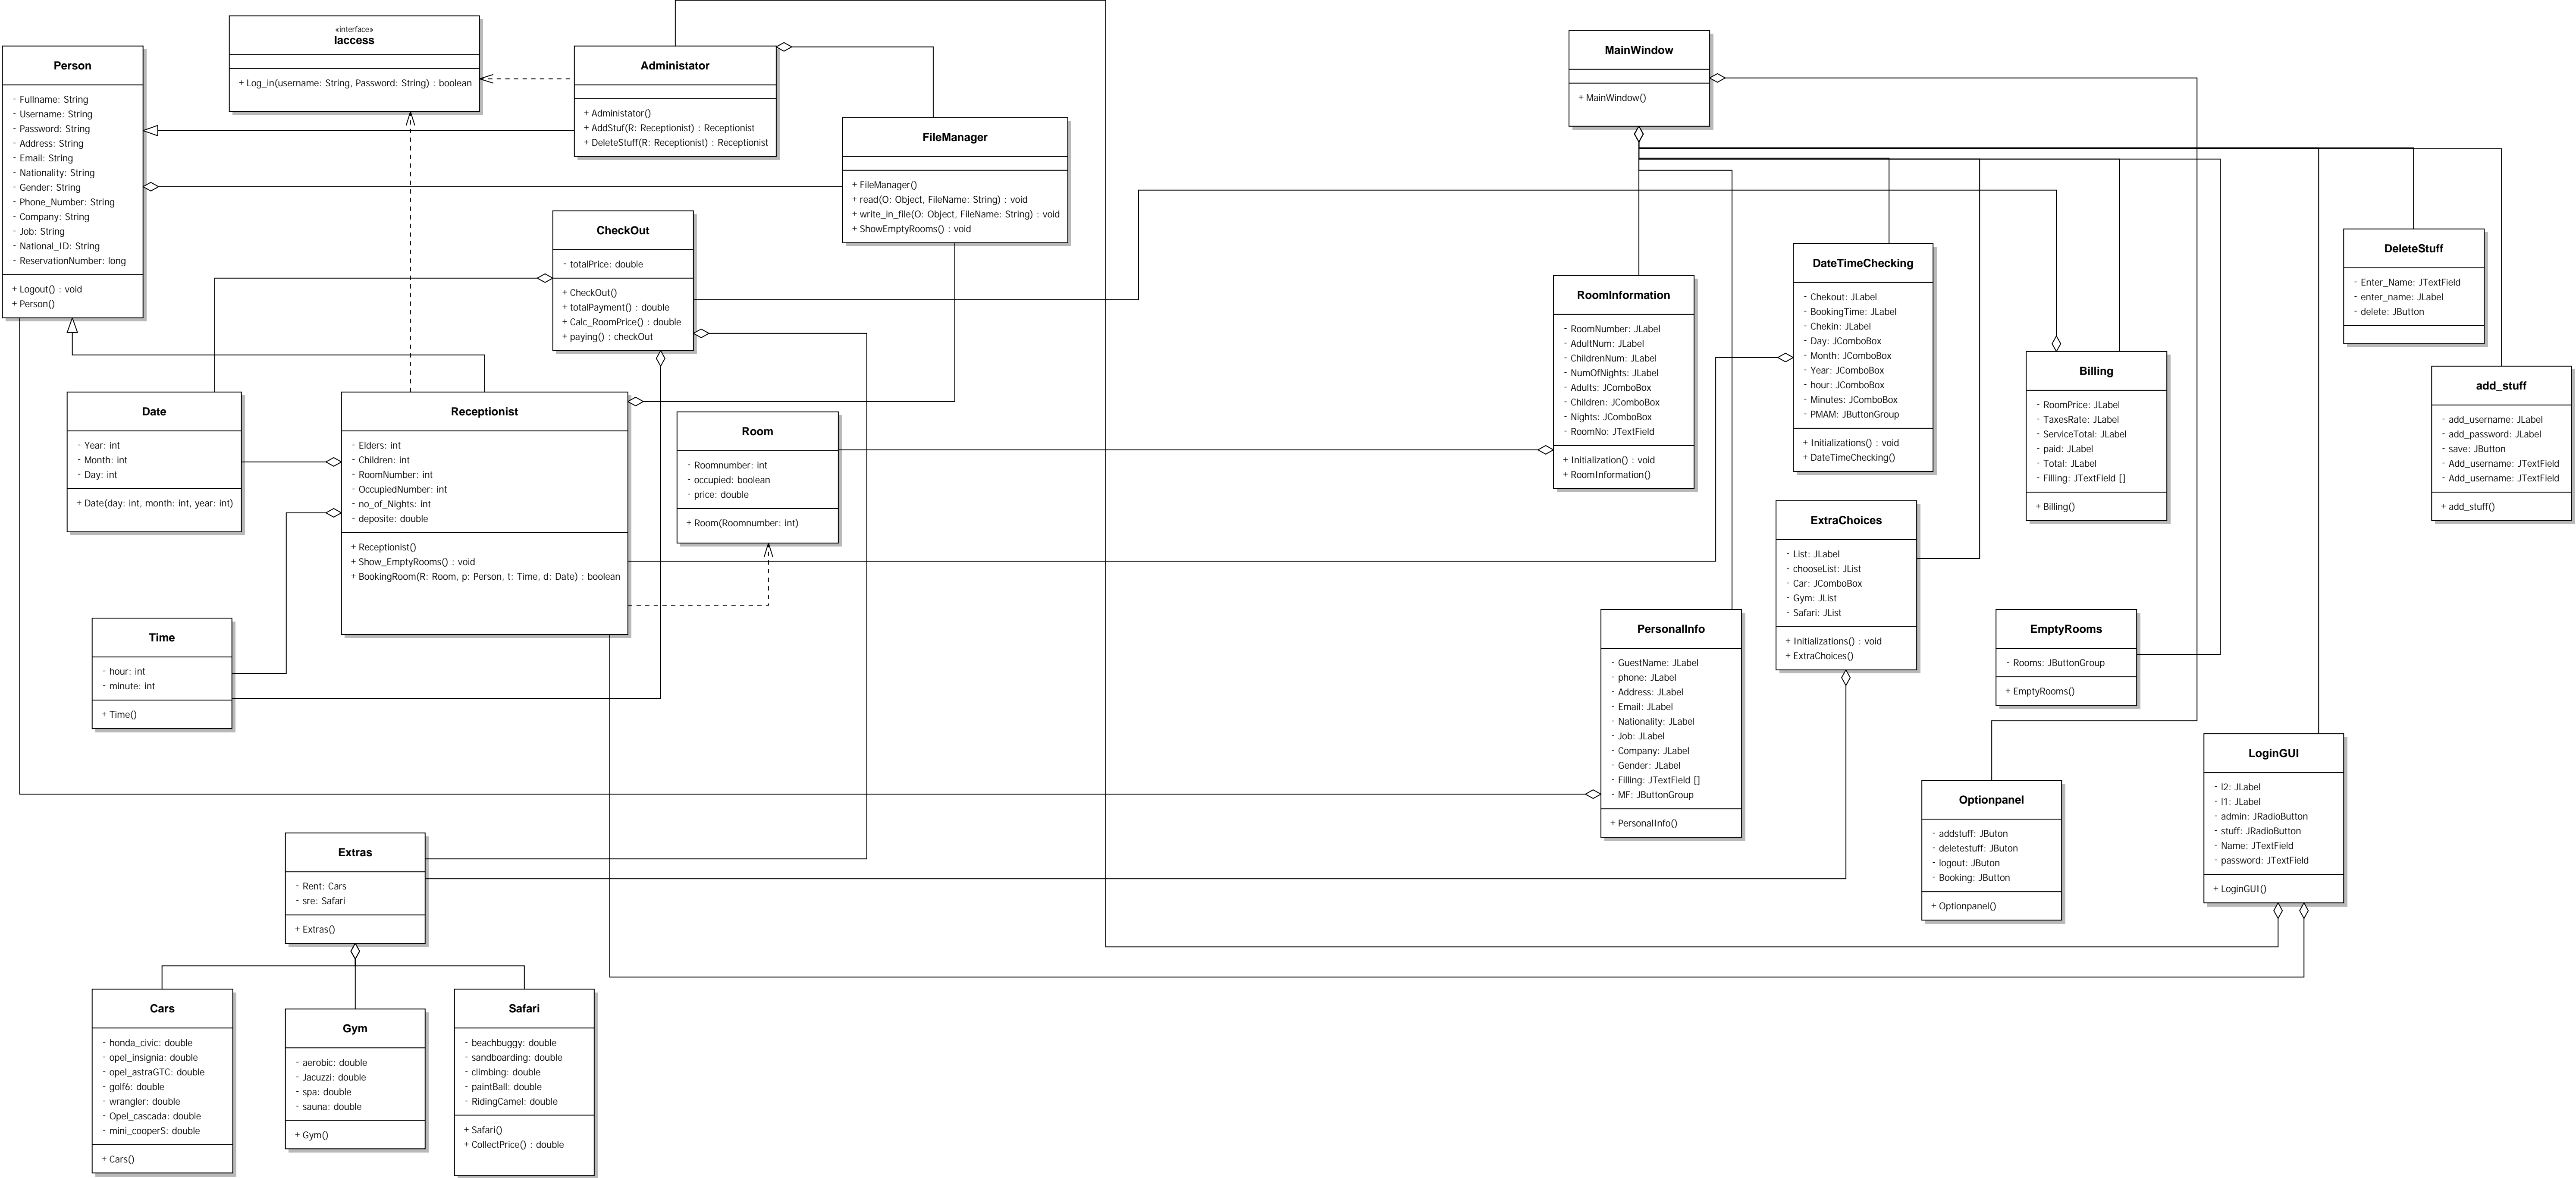 «interface»
Iaccess
+ Log_in(username: String, Password: String) : boolean
Person
- Fullname: String
- Username: String
- Password: String
- Address: String
- Email: String
- Nationality: String
- Gender: String
- Phone_Number: String
- Company: String
- Job: String
- National_ID: String
- ReservationNumber: long
+ Logout() : void
+ Person()
Administator
+ Administator()
+ AddStuf(R: Receptionist) : Receptionist
+ DeleteStuff(R: Receptionist) : Receptionist
FileManager
+ FileManager()
+ read(O: Object, FileName: String) : void
+ write_in_file(O: Object, FileName: String) : void
+ ShowEmptyRooms() : void
CheckOut
- totalPrice: double
+ CheckOut()
+ totalPayment() : double
+ Calc_RoomPrice() : double
+ paying() : checkOut
Date
- Year: int
- Month: int
- Day: int
+ Date(day: int, month: int, year: int)
Receptionist
- Elders: int
- Children: int
- RoomNumber: int
- OccupiedNumber: int
- no_of_Nights: int
- deposite: double
+ Receptionist()
+ Show_EmptyRooms() : void
+ BookingRoom(R: Room, p: Person, t: Time, d: Date) : boolean
Room
- Roomnumber: int
- occupied: boolean
- price: double
+ Room(Roomnumber: int)
Time
- hour: int
- minute: int
+ Time()
Extras
- Rent: Cars
- sre: Safari
+ Extras()
Cars
- honda_civic: double
- opel_insignia: double
- opel_astraGTC: double
- golf6: double
- wrangler: double
- Opel_cascada: double
- mini_cooperS: double
+ Cars()
Gym
- aerobic: double
- Jacuzzi: double
- spa: double
- sauna: double
+ Gym()
Safari
- beachbuggy: double
- sandboarding: double
- climbing: double
- paintBall: double
- RidingCamel: double
+ Safari()
+ CollectPrice() : double
MainWindow
+ MainWindow()
RoomInformation
- RoomNumber: JLabel
- AdultNum: JLabel
- ChildrenNum: JLabel
- NumOfNights: JLabel
- Adults: JComboBox
- Children: JComboBox
- Nights: JComboBox
- RoomNo: JTextField
+ Initialization() : void
+ RoomInformation()
DateTimeChecking
- Chekout: JLabel
- BookingTime: JLabel
- Chekin: JLabel
- Day: JComboBox
- Month: JComboBox
- Year: JComboBox
- hour: JComboBox
- Minutes: JComboBox
- PMAM: JButtonGroup
+ Initializations() : void
+ DateTimeChecking()
ExtraChoices
- List: JLabel
- chooseList: JList
- Car: JComboBox
- Gym: JList
- Safari: JList
+ Initializations() : void
+ ExtraChoices()
PersonalInfo
- GuestName: JLabel
- phone: JLabel
- Address: JLabel
- Email: JLabel
- Nationality: JLabel
- Job: JLabel
- Company: JLabel
- Gender: JLabel
- Filling: JTextField []
- MF: JButtonGroup
+ PersonalInfo()
Billing
- RoomPrice: JLabel
- TaxesRate: JLabel
- ServiceTotal: JLabel
- paid: JLabel
- Total: JLabel
- Filling: JTextField []
+ Billing()
EmptyRooms
- Rooms: JButtonGroup
+ EmptyRooms()
Optionpanel
- addstuff: JButon
- deletestuff: JButon
- logout: JButon
- Booking: JButton
+ Optionpanel()
LoginGUI
- l2: JLabel
- l1: JLabel
- admin: JRadioButton
- stuff: JRadioButton
- Name: JTextField
- password: JTextField
+ LoginGUI()
DeleteStuff
- Enter_Name: JTextField
- enter_name: JLabel
- delete: JButton
add_stuff
- add_username: JLabel
- add_password: JLabel
- save: JButton
- Add_username: JTextField
- Add_username: JTextField
+ add_stuff()